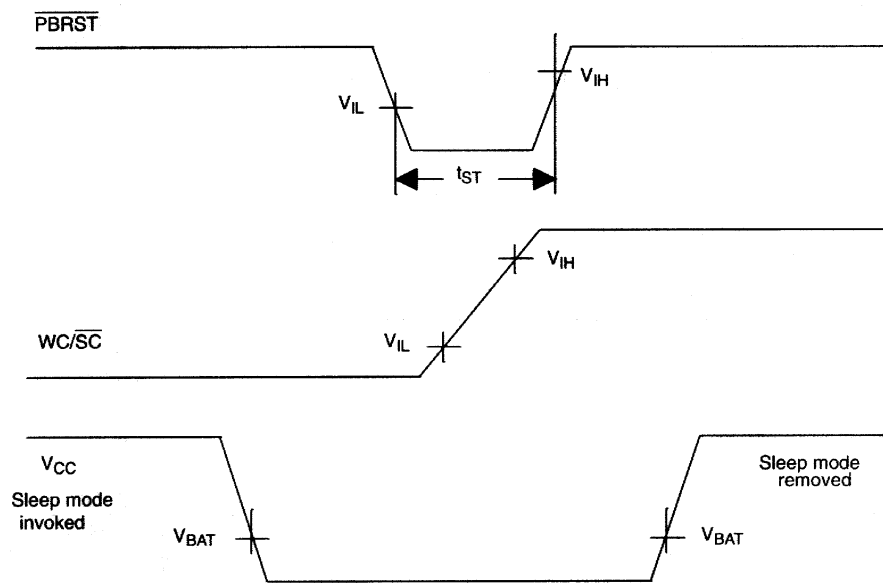 PBRST
VIL
VIH
tST
VIH
VIL
WC/SC
VCC
Sleep mode
invoked
VBAT
Sleep mode
removed
VBAT